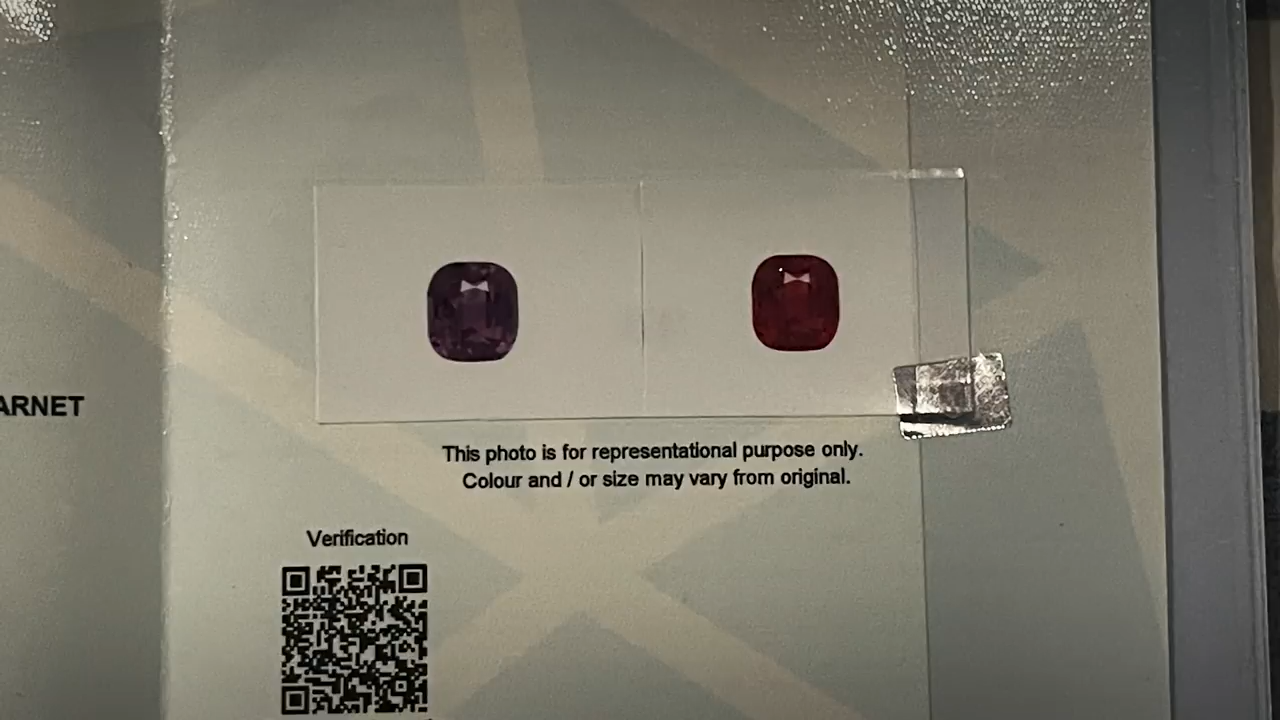 ARNET
This photo is for representational purpose only.
Colour and / or size may vary from original.
Verification